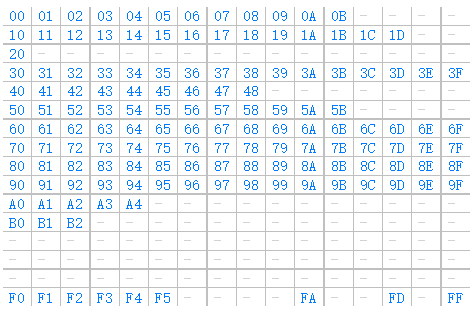 00 01 02 03 04 05 06 07 08 09 0A 0B – – – –
10 11 12 13 14 15 16 17 18 19 1A 1B 1C 1D – –
20 – – – – – – – – – – – – – – –
30 31 32 33 34 35 36 37 38 39 3A 3B 3C 3D 3E 3F
40 41 42 43 44 45 46 47 48 – – – – – – –
50 51 52 53 54 55 56 57 58 59 5A 5B – – – –
60 61 62 63 64 65 66 67 68 69 6A 6B 6C 6D 6E 6F
70 71 72 73 74 75 76 77 78 79 7A 7B 7C 7D 7E 7F
80 81 82 83 84 85 86 87 88 89 8A 8B 8C 8D 8E 8F
90 91 92 93 94 95 96 97 98 99 9A 9B 9C 9D 9E 9F
A0 A1 A2 A3 A4 – – – – – – – – – – –
B0 B1 B2 – – – – – – – – – – – – –
– – – – – – – – – – – – – – – –
– – – – – – – – – – – – – – – –
– – – – – – – – – – – – – – – –
F0 F1 F2 F3 F4 F5 – – – – FA – – FD – FF